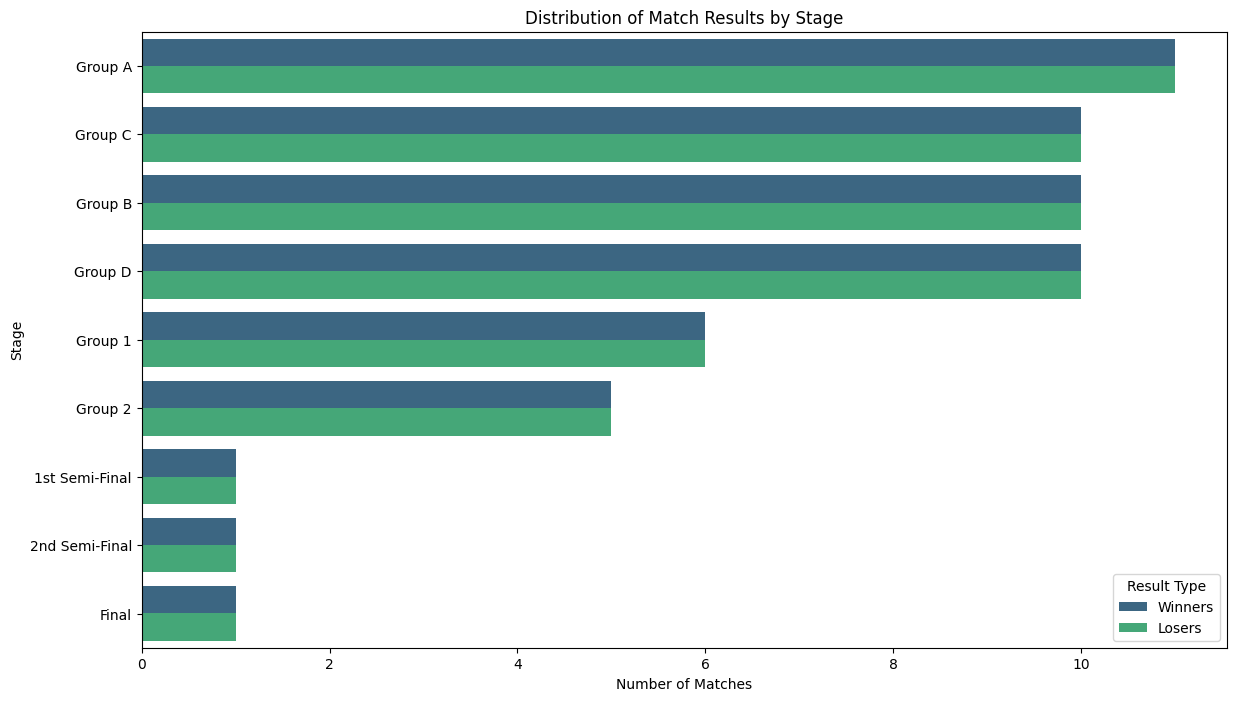 Distribution of Match Results by Stage
Stage
Group A
Group C
Group B
Group D
Group 1
Group 2
1st Semi-Final
2nd Semi-Final
Final
Result Type
Winners
Losers
0 2 4 6 8 10
Number of Matches